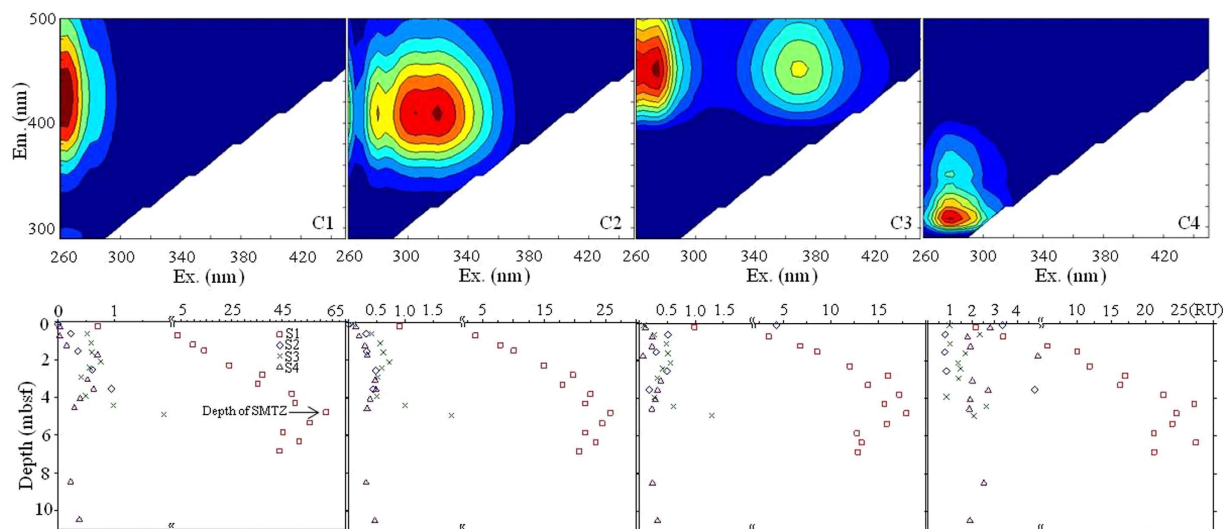 500
400
300
Em. (nm)
C1
C2
C3
C4
260 300 340 380 420
260 300 340 380 420
260 300 340 380 420
260 300 340 380 420
Ex. (nm)
Ex. (nm)
Ex. (nm)
Ex. (nm)
0 1 5 25 45 65
0.5 1.0 1.5 5 15 25
0.5 1.0 1.5 5 10 15
1 2 3 4 10 15 20 25 (RU)
0
2
4
6
8
10
Depth (mbsf)
S1
S2
S3
S4
Depth of SMTZ